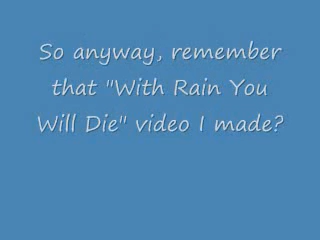 So anyway, remember
that "With Rain You
Will Die" video I made?